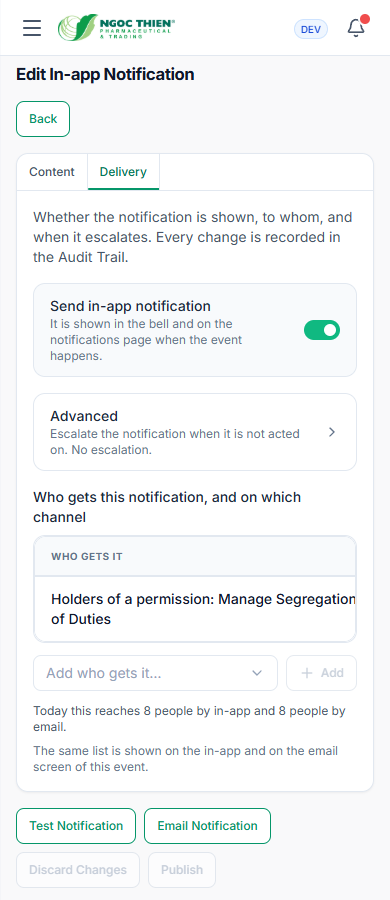 NGOC THIEN®
PHARMACEUTICAL
& TRADING
DEV
Edit In-app Notification
Back
Content
Delivery
Whether the notification is shown, to whom, and
when it escalates. Every change is recorded in
the Audit Trail.
Send in-app notification
It is shown in the bell and on the
notifications page when the event
happens.
Advanced
Escalate the notification when it is not acted
on. No escalation.
Who gets this notification, and on which
channel
WHO GETS IT
Holders of a permission: Manage Segregation
of Duties
Add who gets it...
Add
Today this reaches 8 people by in-app and 8 people by
email.
The same list is shown on the in-app and on the email
screen of this event.
Test Notification
Email Notification
Discard Changes
Publish